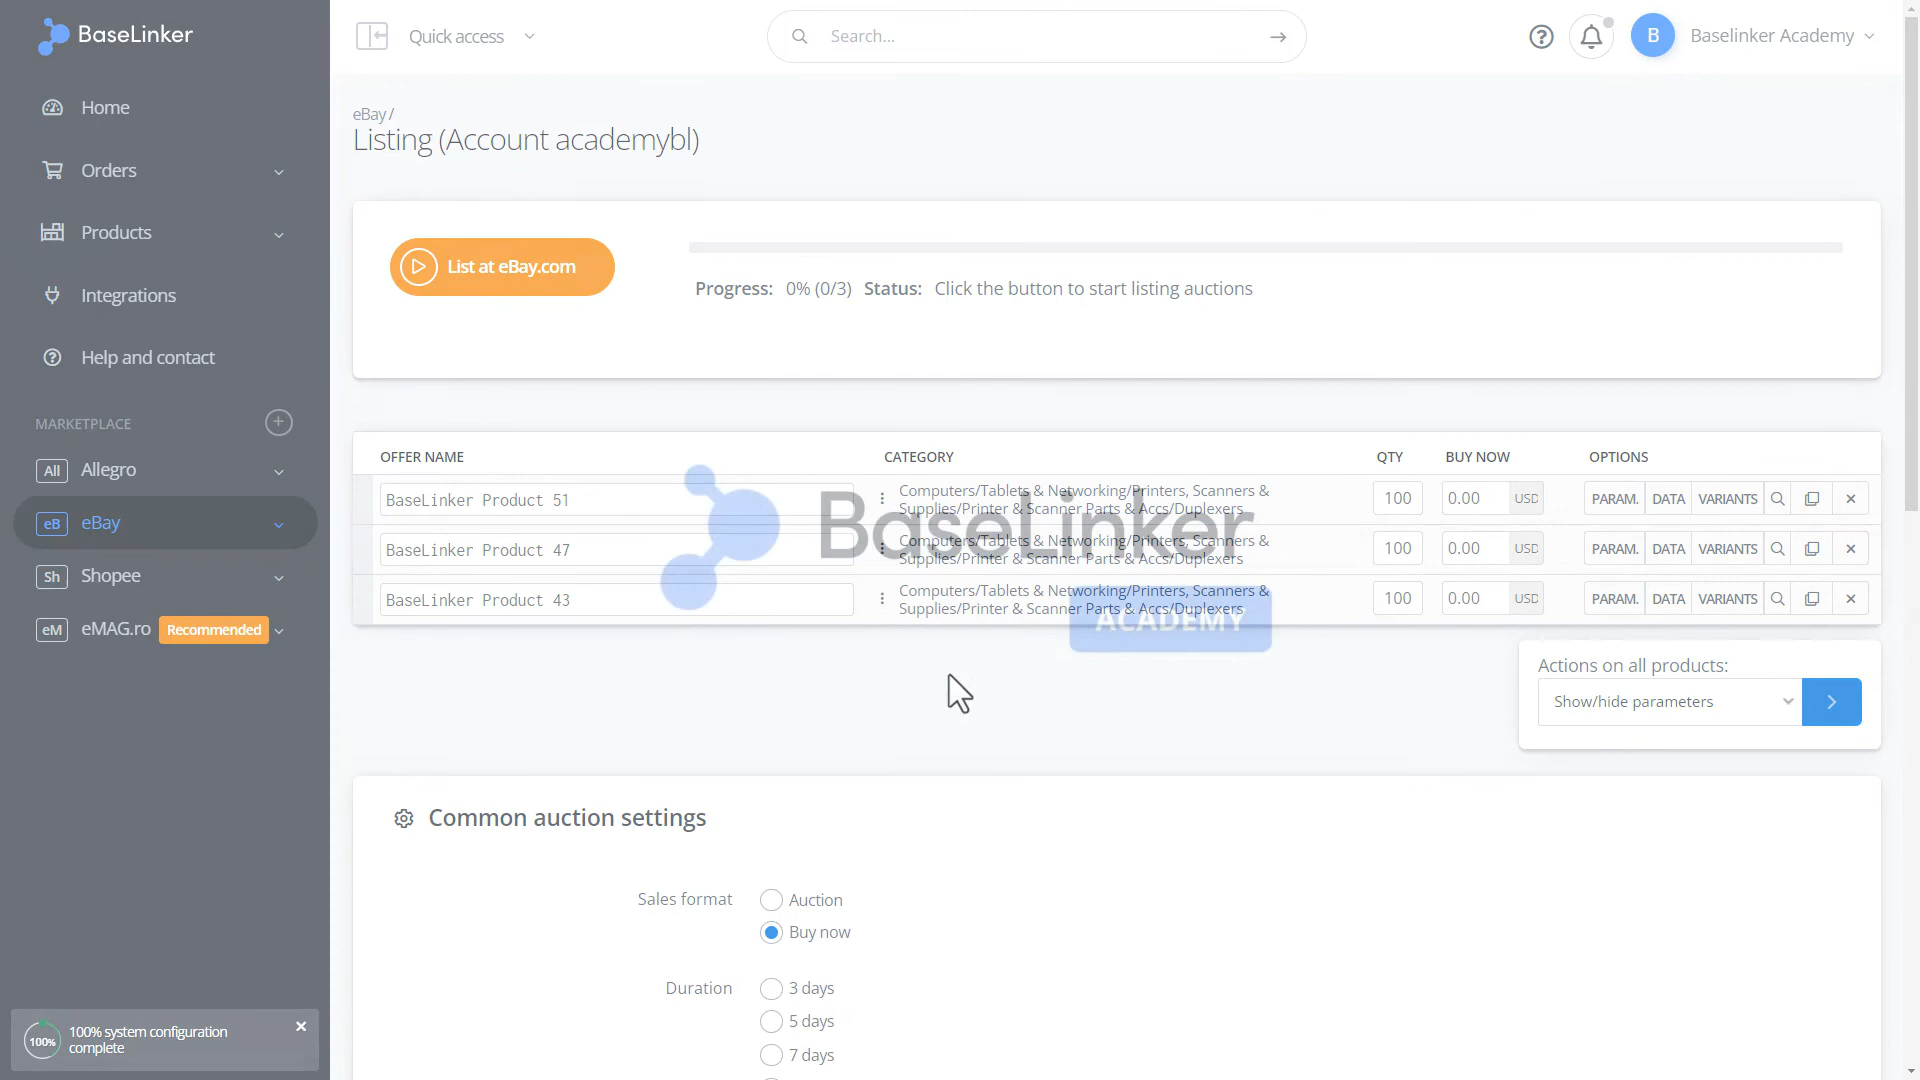 BaseLinker
Quick access
Search...
B
Baselinker Academy
Home
Orders
Products
Integrations
Help and contact
MARKETPLACE
All Allegro
eB eBay
Sh Shopee
eM eMAG.ro Recommended
100% 100% system configuration
complete
eBay /
Listing (Account academybl)
List at eBay.com
Progress: 0% (0/3) Status: Click the button to start listing auctions
OFFER NAME CATEGORY QTY BUY NOW OPTIONS
BaseLinker Product 51 Computers/Tablets & Networking/Printers, Scanners &
Supplies/Printer & Scanner Parts & Accs/Duplexers 100 0.00 USD PARAM. DATA VARIANTS
BaseLinker Product 47 Computers/Tablets & Networking/Printers, Scanners &
Supplies/Printer & Scanner Parts & Accs/Duplexers 100 0.00 USD PARAM. DATA VARIANTS
BaseLinker Product 43 Computers/Tablets & Networking/Printers, Scanners &
Supplies/Printer & Scanner Parts & Accs/Duplexers 100 0.00 USD PARAM. DATA VARIANTS
BaseLinker
ACADEMY
Actions on all products:
Show/hide parameters
Common auction settings
Sales format Auction
Buy now
Duration 3 days
5 days
7 days